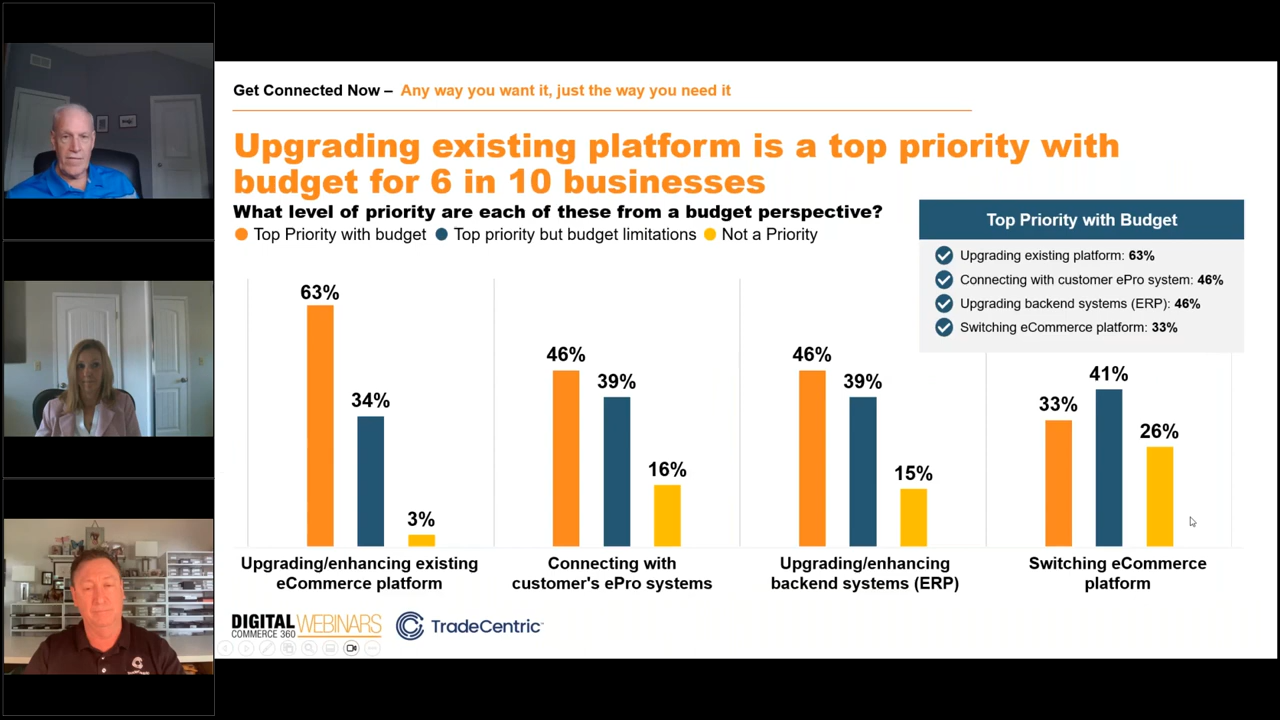 Get Connected Now – Any way you want it, just the way you need it
Upgrading existing platform is a top priority with
budget for 6 in 10 businesses
What level of priority are each of these from a budget perspective?
Top Priority with budget Top priority but budget limitations Not a Priority
Top Priority with Budget
Upgrading existing platform: 63%
Connecting with customer ePro system: 46%
Upgrading backend systems (ERP): 46%
Switching eCommerce platform: 33%
63%
34%
3%
46%
39%
16%
46%
39%
15%
33%
41%
26%
Upgrading/enhancing existing
eCommerce platform
Connecting with
customer's ePro systems
Upgrading/enhancing
backend systems (ERP)
Switching eCommerce
platform
DIGITAL
COMMERCE 360
WEBINARS
TradeCentric